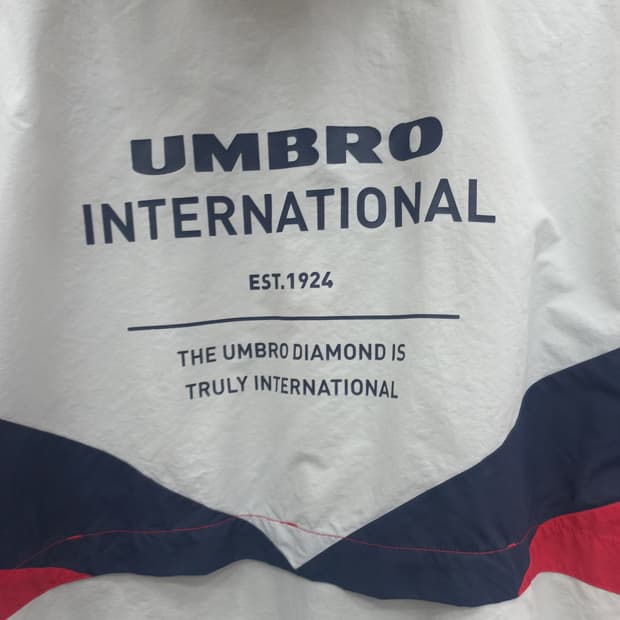 UMBRO
INTERNATIONAL
EST.1924
THE UMBRO DIAMOND IS
TRULY INTERNATIONAL